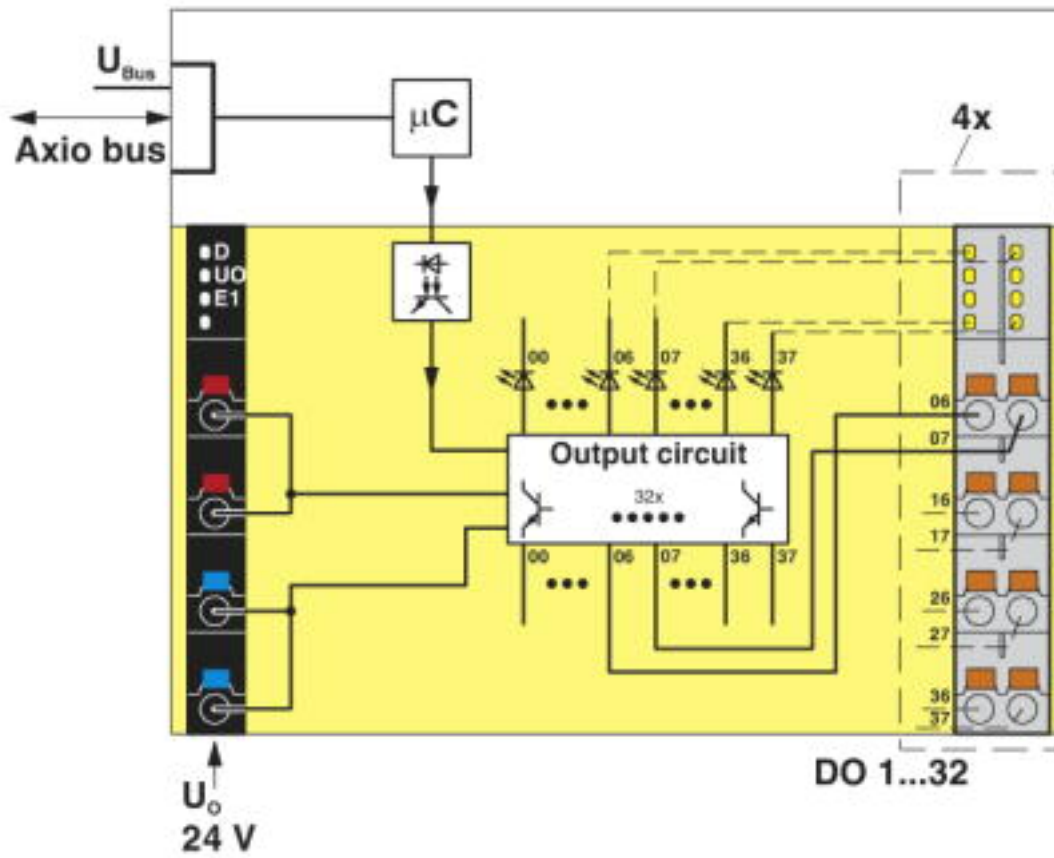 U Bus
Axio bus
µC
4x
D
UO
E1
00 06 07 36 37
Output circuit
32x
00 06 07 36 37
06
07
16
17
26
27
36
37
DO 1...32
Uo
24 V